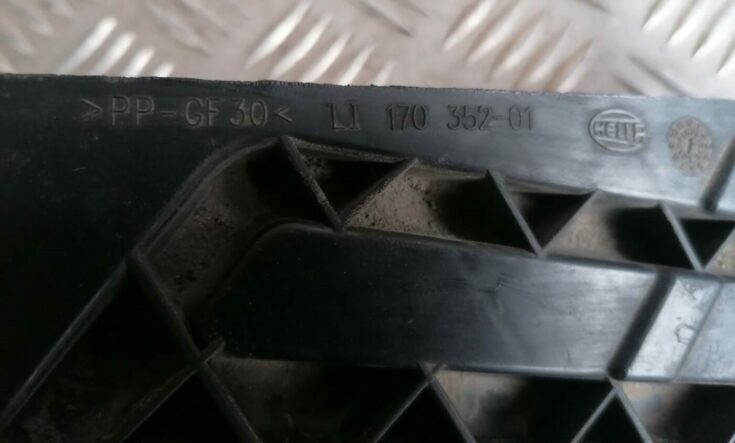 >PP-GF30< LI 170 352-01 HELLA